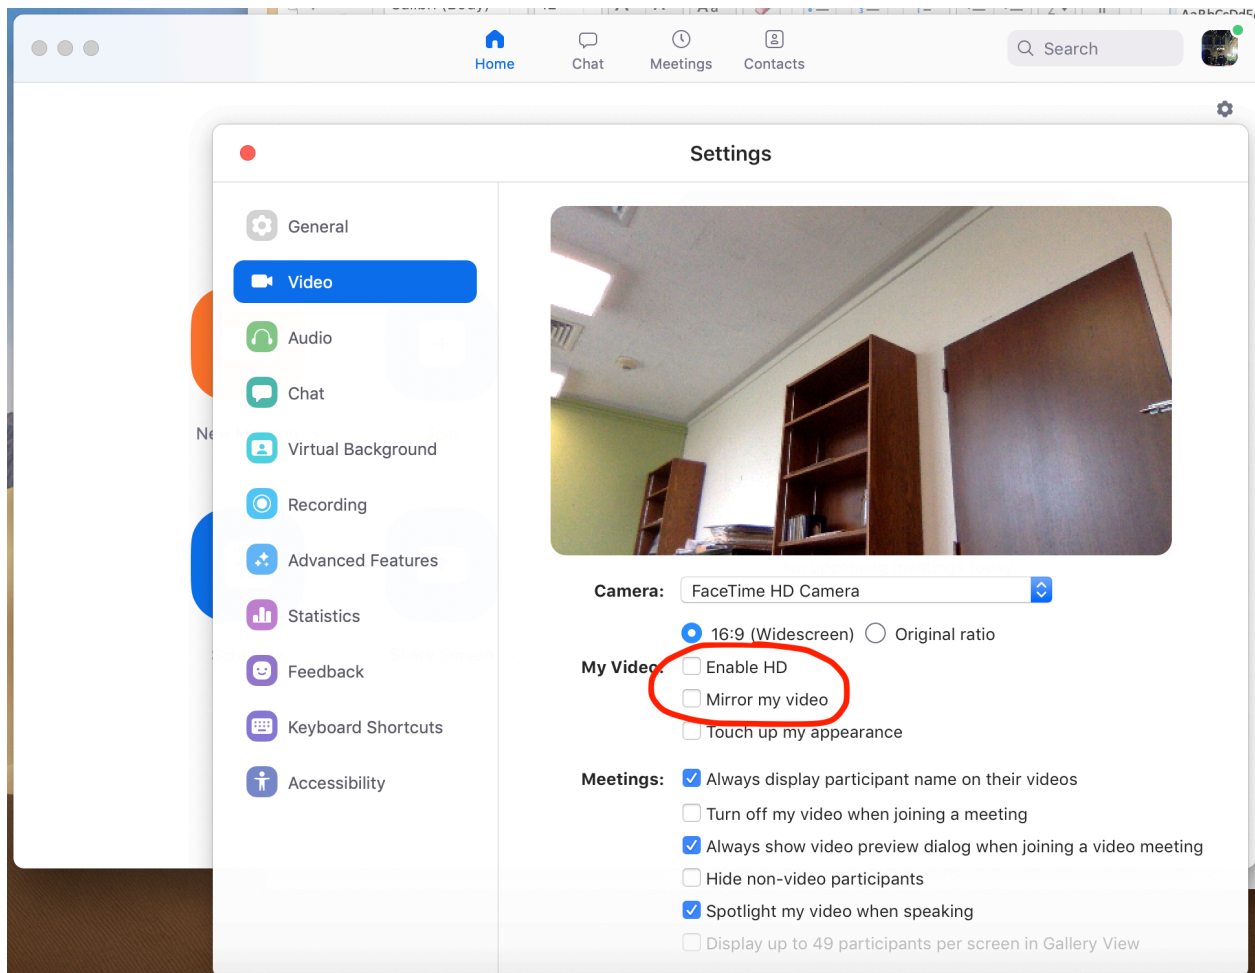 Home
Chat
Meetings
Contacts
Search
Settings
General
Video
Audio
Chat
Virtual Background
Recording
Advanced Features
Statistics
Feedback
Keyboard Shortcuts
Accessibility
Camera: FaceTime HD Camera
16:9 (Widescreen) Original ratio
My Video: Enable HD
Mirror my video
Touch up my appearance
Meetings: Always display participant name on their videos
Turn off my video when joining a meeting
Always show video preview dialog when joining a video meeting
Hide non-video participants
Spotlight my video when speaking
Display up to 49 participants per screen in Gallery View